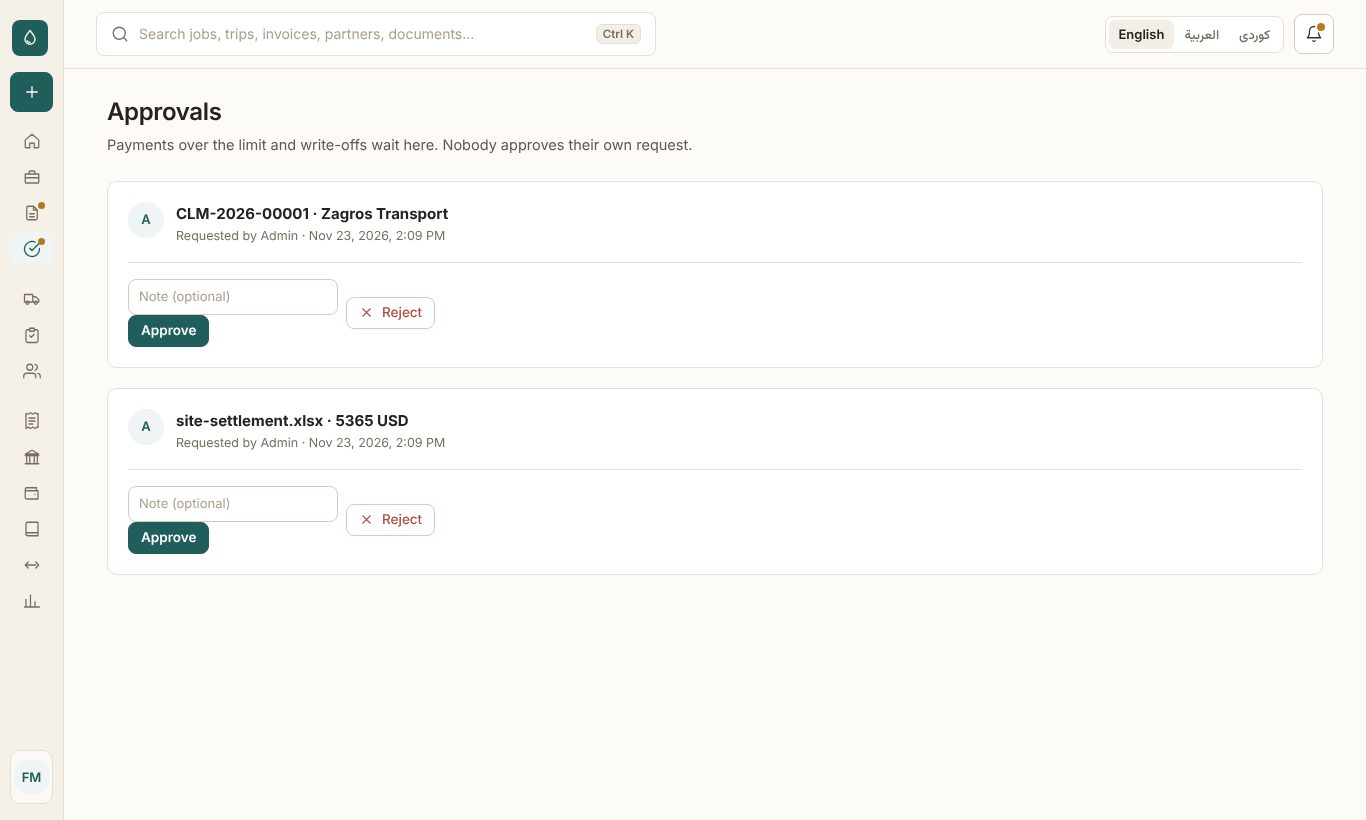 Search jobs, trips, invoices, partners, documents...
Ctrl K
English
العربية
کوردی
Approvals
Payments over the limit and write-offs wait here. Nobody approves their own request.
A
CLM-2026-00001 · Zagros Transport
Requested by Admin · Nov 23, 2026, 2:09 PM
Note (optional)
Reject
Approve
A
site-settlement.xlsx · 5365 USD
Requested by Admin · Nov 23, 2026, 2:09 PM
Note (optional)
Reject
Approve
FM